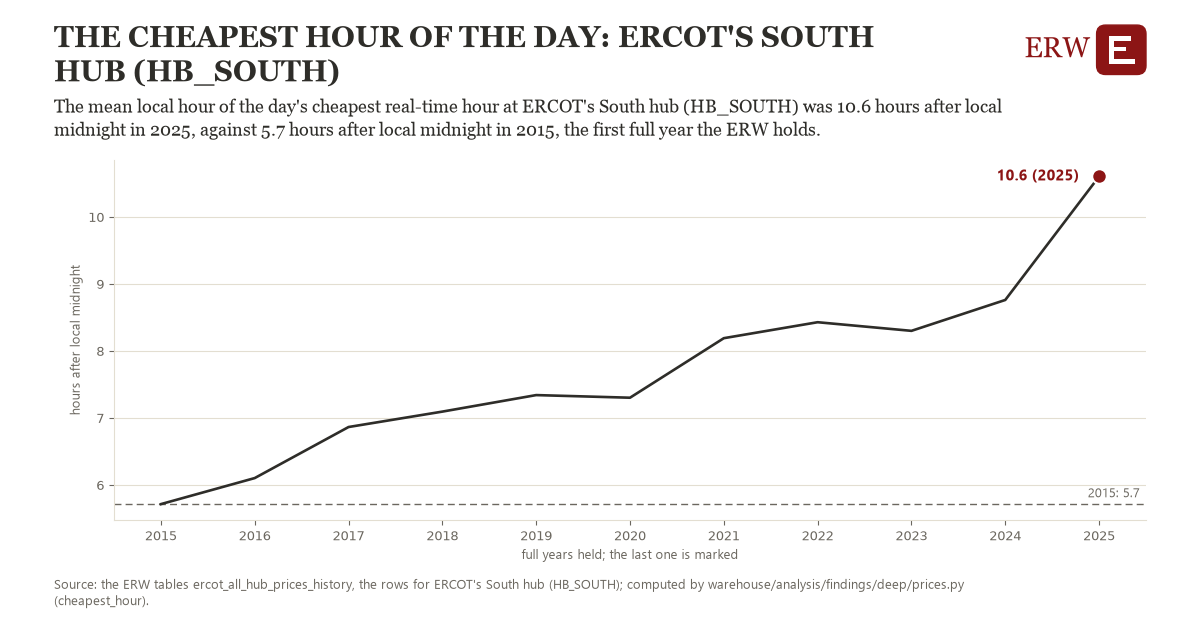 THE CHEAPEST HOUR OF THE DAY: ERCOT'S SOUTH
HUB (HB_SOUTH)
ERW E
The mean local hour of the day's cheapest real-time hour at ERCOT's South hub (HB_SOUTH) was 10.6 hours after local
midnight in 2025, against 5.7 hours after local midnight in 2015, the first full year the ERW holds.
10.6 (2025)
10
9
8
7
6
hours after local midnight
2015: 5.7
2015 2016 2017 2018 2019 2020 2021 2022 2023 2024 2025
full years held; the last one is marked
Source: the ERW tables ercot_all_hub_prices_history, the rows for ERCOT's South hub (HB_SOUTH); computed by warehouse/analysis/findings/deep/prices.py
(cheapest_hour).